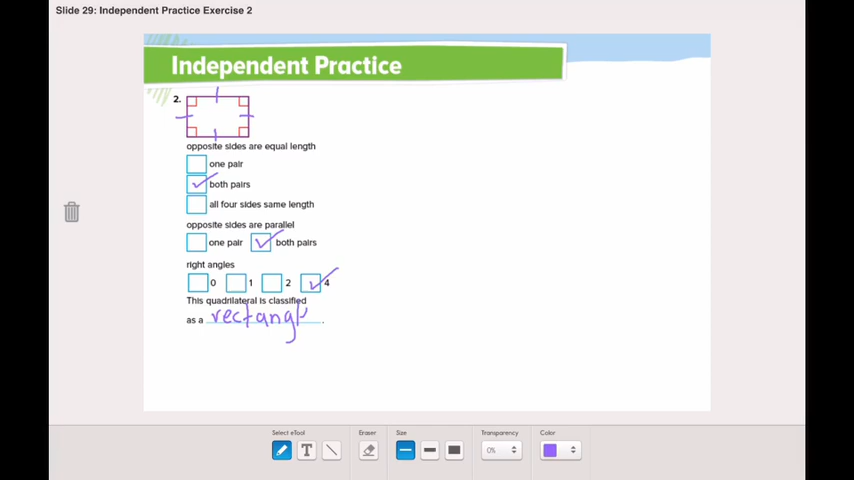 Slide 29: Independent Practice Exercise 2
Independent Practice
2.
opposite sides are equal length
one pair
both pairs
all four sides same length
opposite sides are parallel
one pair both pairs
right angles
0 1 2 4
This quadrilateral is classified
as a rectangl .
Select eTool Eraser Size Transparency Color
T 0%